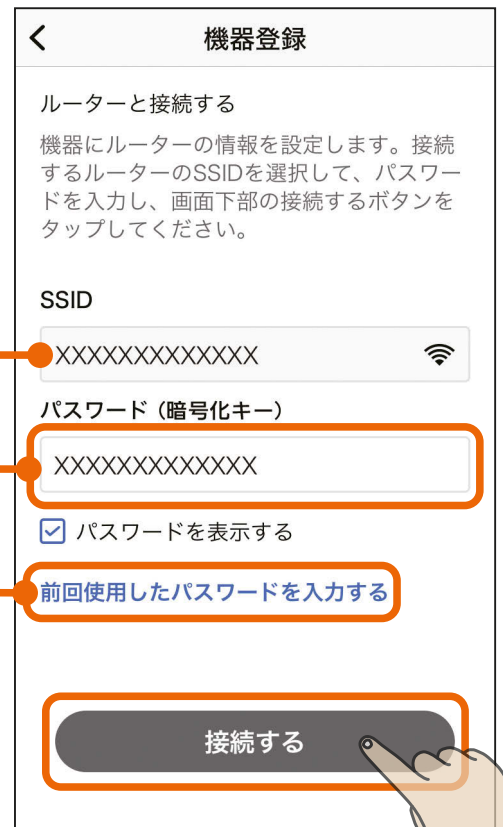 機器登録
ルーターと接続する
機器にルーターの情報を設定します。接続
するルーターのSSIDを選択して、パスワー
ドを入力し、画面下部の接続するボタンを
タップしてください。
SSID
XXXXXXXXXXXXX
パスワード（暗号化キー）
XXXXXXXXXXXXX
パスワードを表示する
前回使用したパスワードを入力する
接続する